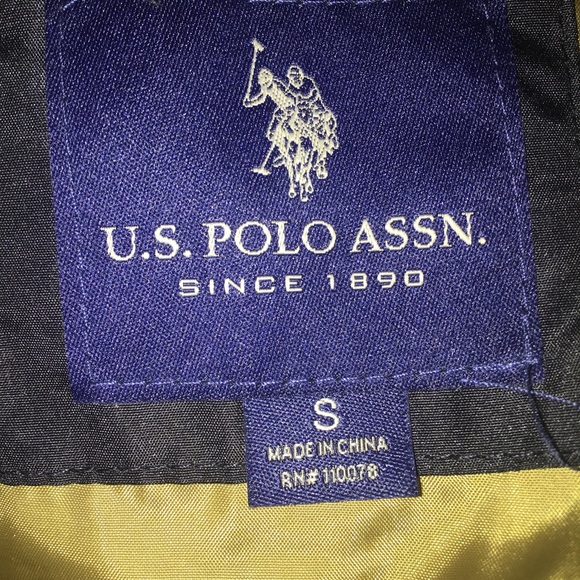 U.S. POLO ASSN.
SINCE 1890
S
MADE IN CHINA
RN# 110078